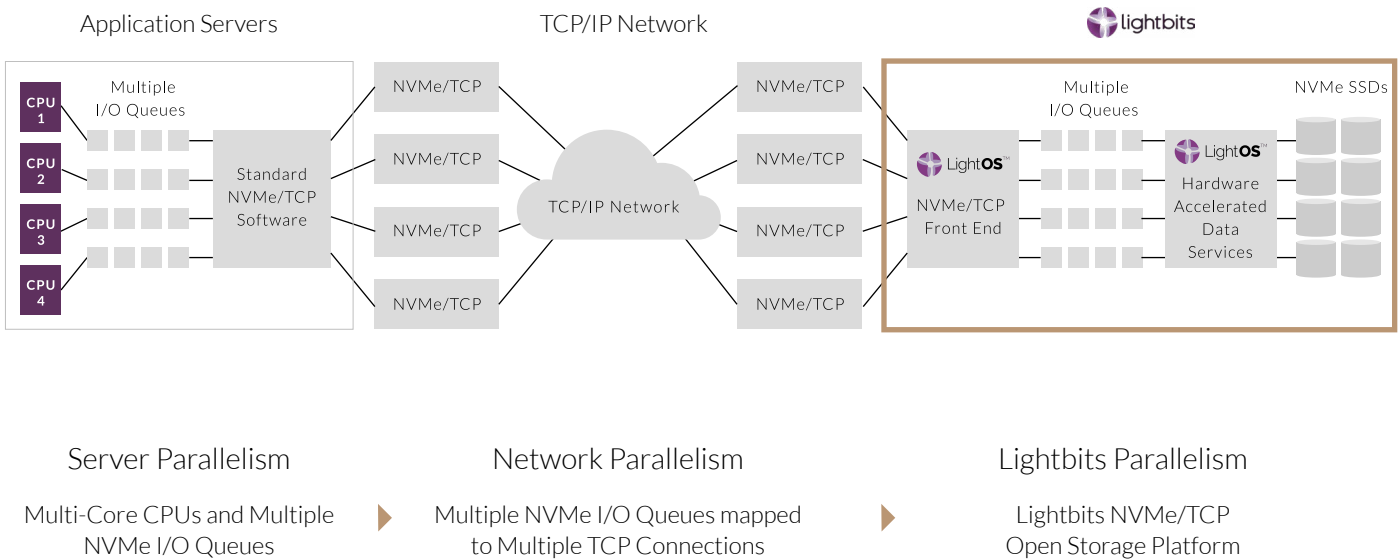 Application Servers
TCP/IP Network
lightbits
CPU
1
CPU
2
CPU
3
CPU
4
Multiple
I/O Queues
Standard
NVMe/TCP
Software
NVMe/TCP
NVMe/TCP
NVMe/TCP
NVMe/TCP
TCP/IP Network
NVMe/TCP
NVMe/TCP
NVMe/TCP
NVMe/TCP
LightOS™
NVMe/TCP
Front End
Multiple
I/O Queues
LightOS™
Hardware
Accelerated
Data
Services
NVMe SSDs
Server Parallelism
Multi-Core CPUs and Multiple
NVMe I/O Queues
Network Parallelism
Multiple NVMe I/O Queues mapped
to Multiple TCP Connections
Lightbits Parallelism
Lightbits NVMe/TCP
Open Storage Platform